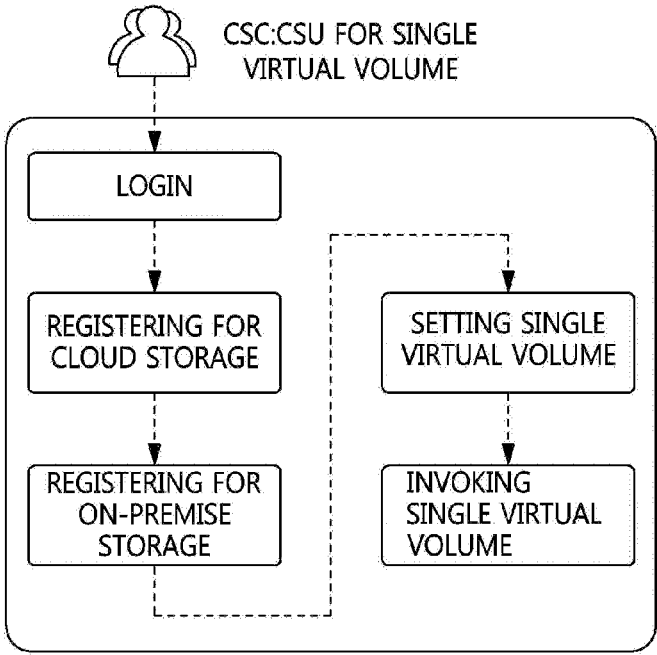 CSC:CSU FOR SINGLE
VIRTUAL VOLUME
LOGIN
REGISTERING FOR
CLOUD STORAGE
REGISTERING FOR
ON-PREMISE
STORAGE
SETTING SINGLE
VIRTUAL VOLUME
INVOKING
SINGLE VIRTUAL
VOLUME